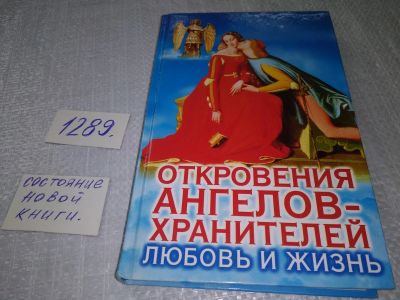 1289.
состояние
новой
книги.
ОТКРОВЕНИЯ
АНГЕЛОВ-
ХРАНИТЕЛЕЙ
ЛЮБОВЬ И ЖИЗНЬ